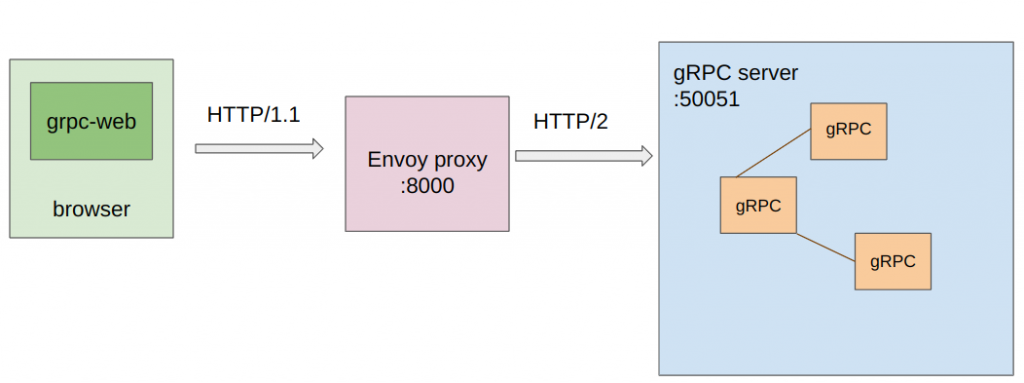 grpc-web
browser
HTTP/1.1
Envoy proxy
:8000
HTTP/2
gRPC server
:50051
gRPC
gRPC
gRPC